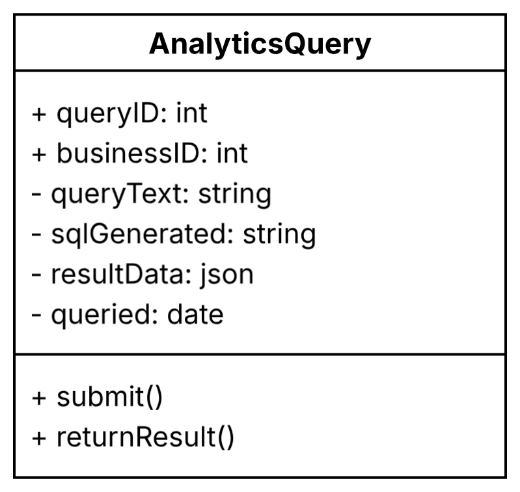 AnalyticsQuery
+ queryID: int
+ businessID: int
- queryText: string
- sqlGenerated: string
- resultData: json
- queried: date
+ submit()
+ returnResult()